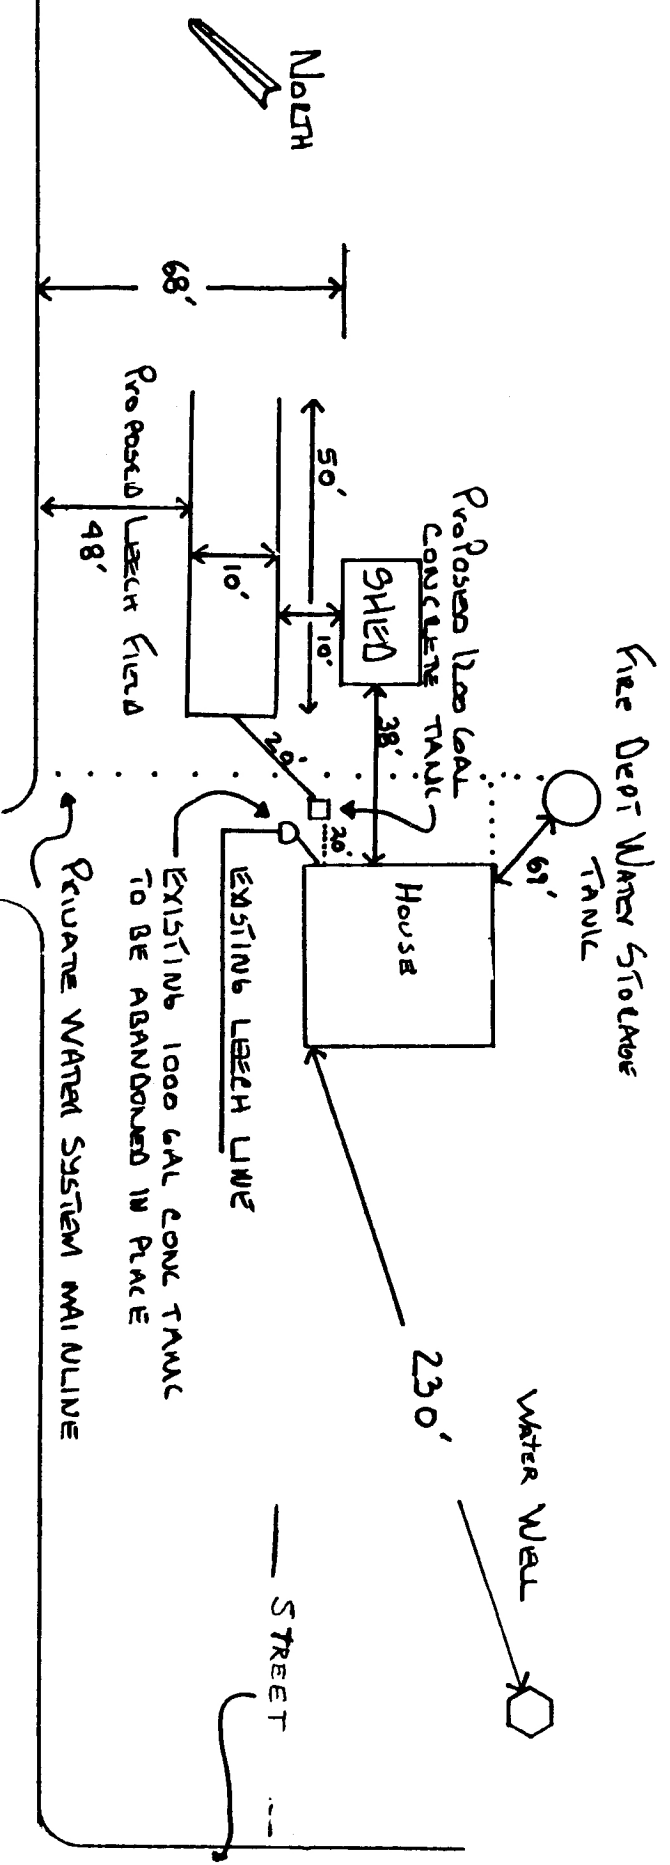 NORTH
68'
FIRE DEPT WATER STORAGE
TANK
69'
PROPOSED 1200 GAL
CONCRETE TANK
SHED
38'
50'
10'
10'
PROPOSED LEECH FIELD
48'
20'
20'
HOUSE
EXISTING LEECH LINE
EXISTING 1000 GAL CONC TANK
TO BE ABANDONED IN PLACE
PRIVATE WATER SYSTEM MAINLINE
230'
WATER WELL
STREET